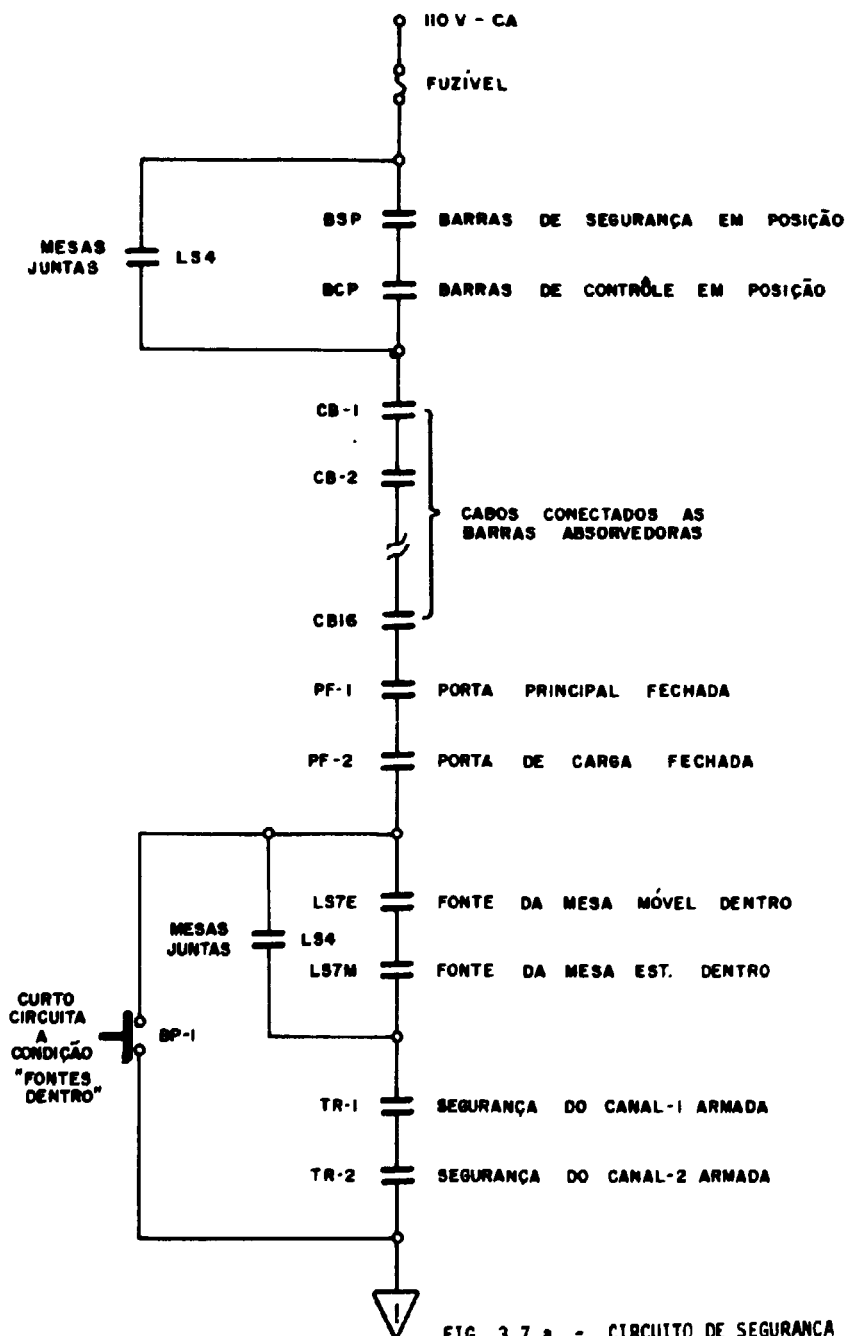 110 V - CA
FUZÍVEL
BSP BARRAS DE SEGURANÇA EM POSIÇÃO
MESAS
JUNTAS
LS4
BCP BARRAS DE CONTRÔLE EM POSIÇÃO
CB-1
CB-2
CABOS CONECTADOS AS
BARRAS ABSORVEDORAS
CB16
PF-1 PORTA PRINCIPAL FECHADA
PF-2 PORTA DE CARGA FECHADA
LS7E FONTE DA MESA MÓVEL DENTRO
MESAS
JUNTAS
LS4
LS7M FONTE DA MESA EST. DENTRO
CURTO
CIRCUITA
A
CONDIÇÃO
"FONTES
DENTRO"
BP-1
TR-1 SEGURANÇA DO CANAL-1 ARMADA
TR-2 SEGURANÇA DO CANAL-2 ARMADA
1
FIG. 3.7.a - CIRCUITO DE SEGURANÇA